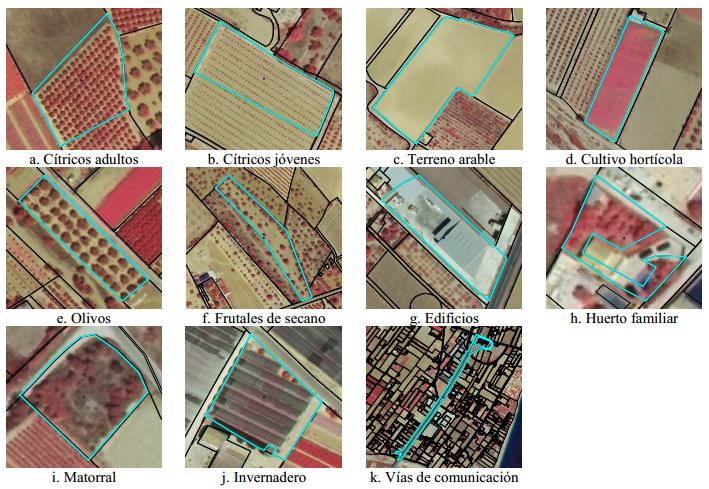 a. Cítricos adultos
b. Cítricos jóvenes
c. Terreno arable
d. Cultivo hortícola
e. Olivos
f. Frutales de secano
g. Edificios
h. Huerto familiar
i. Matorral
j. Invernadero
k. Vías de comunicación